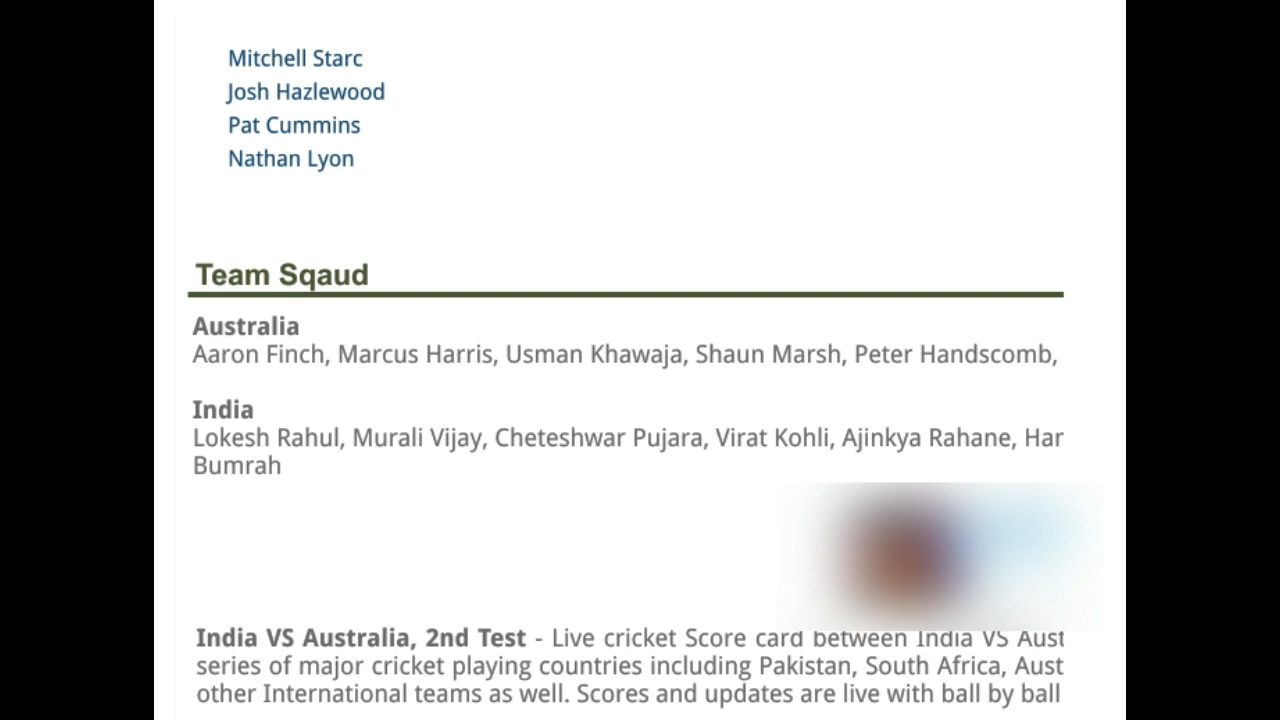 Mitchell Starc
Josh Hazlewood
Pat Cummins
Nathan Lyon
Team Sqaud
Australia
Aaron Finch, Marcus Harris, Usman Khawaja, Shaun Marsh, Peter Handscomb,
India
Lokesh Rahul, Murali Vijay, Cheteshwar Pujara, Virat Kohli, Ajinkya Rahane, Har
Bumrah
India VS Australia, 2nd Test - Live cricket Score card between India VS Aust
series of major cricket playing countries including Pakistan, South Africa, Aust
other International teams as well. Scores and updates are live with ball by ball